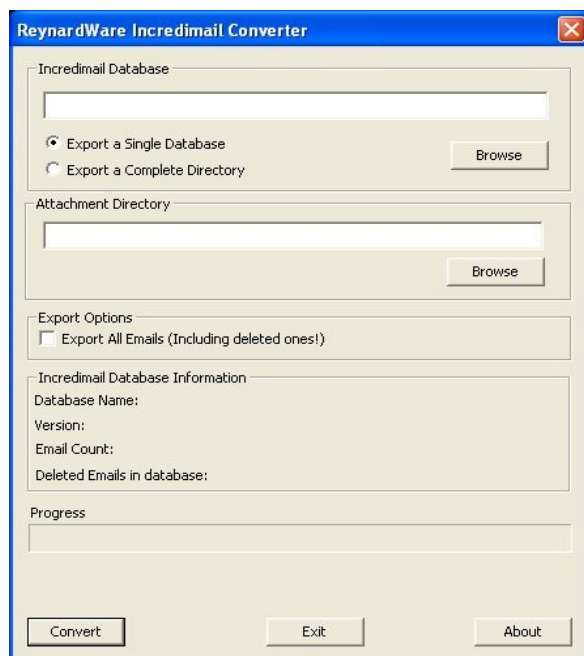 ReynardWare Incredimail Converter
Incredimail Database
Export a Single Database
Browse
Export a Complete Directory
Attachment Directory
Browse
Export Options
Export All Emails (Including deleted ones!)
Incredimail Database Information
Database Name:
Version:
Email Count:
Deleted Emails in database:
Progress
Convert
Exit
About